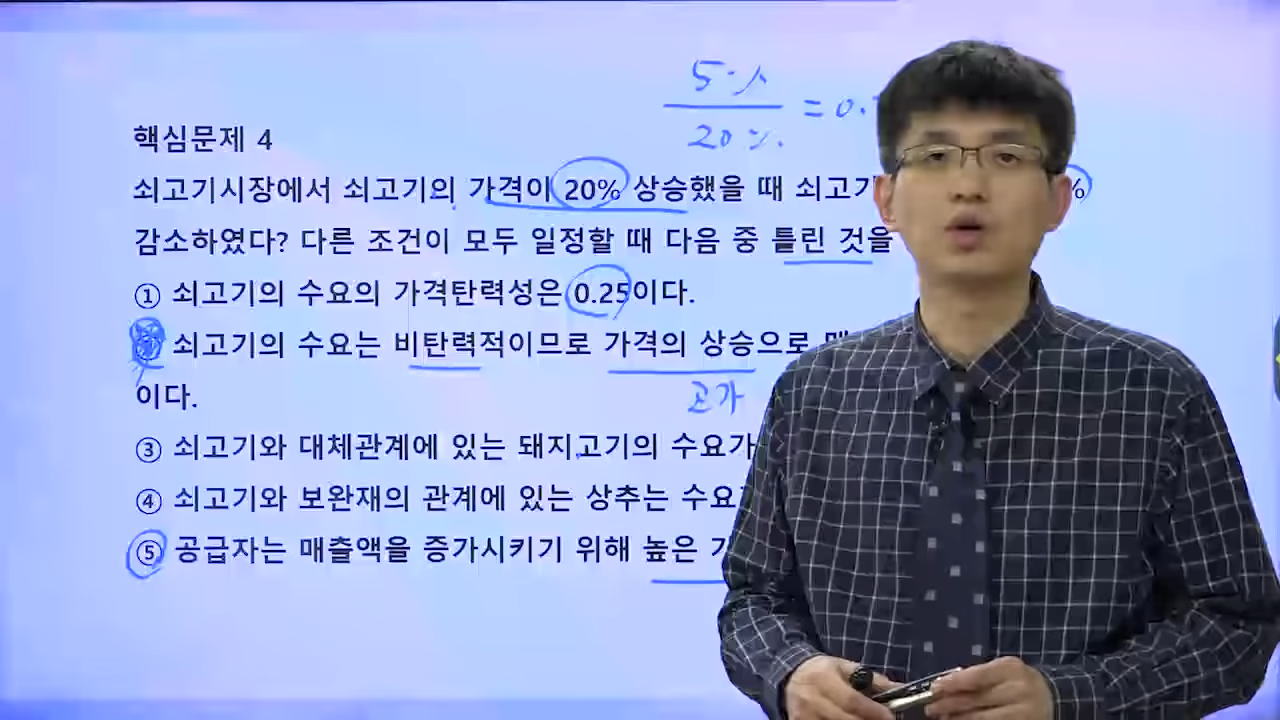 5%
20%
= 0.
핵심문제 4
쇠고기시장에서 쇠고기의 가격이 20% 상승했을 때 쇠고기 %
감소하였다? 다른 조건이 모두 일정할 때 다음 중 틀린 것을
① 쇠고기의 수요의 가격탄력성은 0.25이다.
쇠고기의 수요는 비탄력적이므로 가격의 상승으로
이다.
고가
③ 쇠고기와 대체관계에 있는 돼지고기의 수요가
④ 쇠고기와 보완재의 관계에 있는 상추는 수요
⑤ 공급자는 매출액을 증가시키기 위해 높은